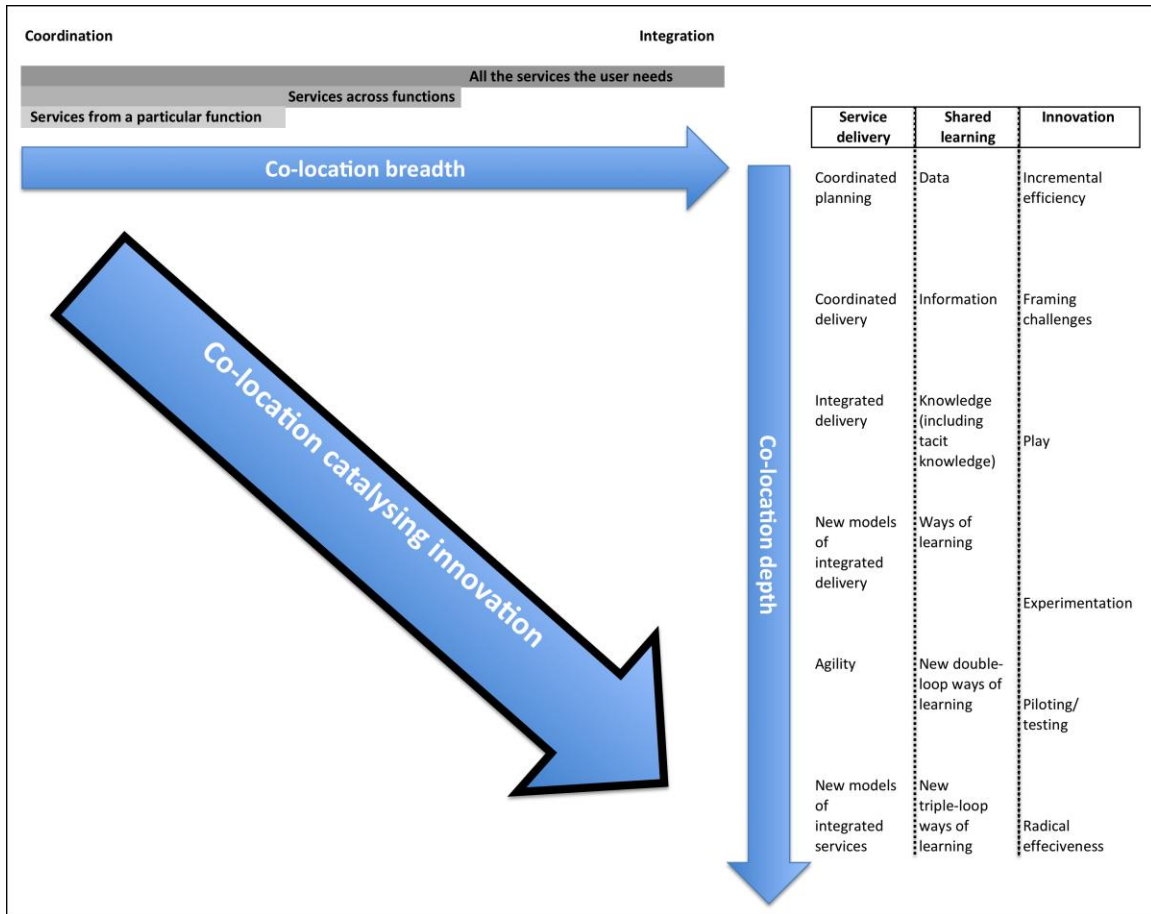 Coordination
Integration
All the services the user needs
Services across functions
Services from a particular function
Co-location breadth
Co-location catalysing innovation
Co-location depth
Service
delivery
Shared
learning
Innovation
Coordinated
planning
Data
Incremental
efficiency
Coordinated
delivery
Information
Framing
challenges
Integrated
delivery
Knowledge
(including
tacit
knowledge)
Play
New models
of
integrated
delivery
Ways of
learning
Experimentation
Agility
New double-
loop ways of
learning
Piloting/
testing
New models
of
integrated
services
New
triple-loop
ways of
learning
Radical
effeciveness